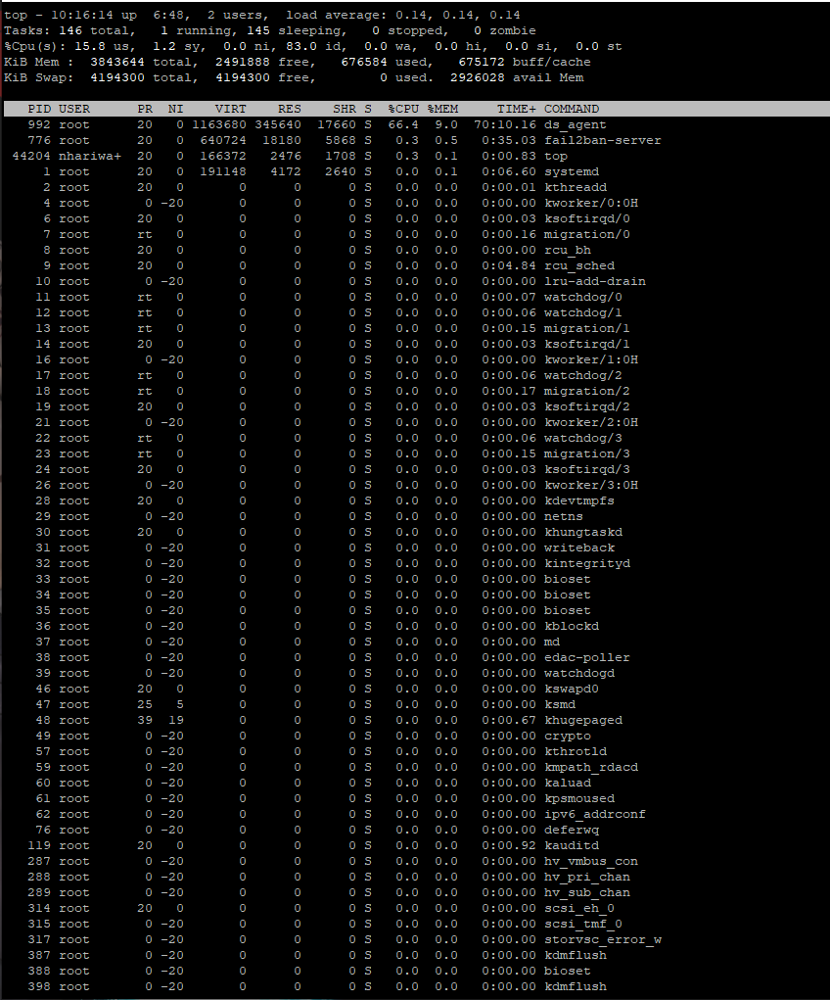 top - 10:16:14 up  6:48,  2 users,  load average: 0.14, 0.14, 0.14
Tasks: 146 total,   1 running, 145 sleeping,   0 stopped,   0 zombie
%Cpu(s): 15.8 us,  1.2 sy,  0.0 ni, 83.0 id,  0.0 wa,  0.0 hi,  0.0 si,  0.0 st
KiB Mem :  3843644 total,  2491888 free,   676584 used,   675172 buff/cache
KiB Swap:  4194300 total,  4194300 free,        0 used.  2926028 avail Mem
PID USER      PR  NI    VIRT    RES    SHR S  %CPU %MEM     TIME+ COMMAND
992 root      20   0 1163680 345640  17660 S  66.4  9.0  70:10.16 ds_agent
776 root      20   0  640724  18180   5868 S   0.3  0.5   0:35.03 fail2ban-server
44204 nhariwa+  20   0  166372   2476   1708 S   0.3  0.1   0:00.83 top
1 root      20   0  191148   4172   2640 S   0.0  0.1   0:06.60 systemd
2 root      20   0       0      0      0 S   0.0  0.0   0:00.01 kthreadd
4 root       0 -20       0      0      0 S   0.0  0.0   0:00.00 kworker/0:0H
6 root      20   0       0      0      0 S   0.0  0.0   0:00.03 ksoftirqd/0
7 root      rt   0       0      0      0 S   0.0  0.0   0:00.16 migration/0
8 root      20   0       0      0      0 S   0.0  0.0   0:00.00 rcu_bh
9 root      20   0       0      0      0 S   0.0  0.0   0:04.84 rcu_sched
10 root       0 -20       0      0      0 S   0.0  0.0   0:00.00 lru-add-drain
11 root      rt   0       0      0      0 S   0.0  0.0   0:00.07 watchdog/0
12 root      rt   0       0      0      0 S   0.0  0.0   0:00.06 watchdog/1
13 root      rt   0       0      0      0 S   0.0  0.0   0:00.15 migration/1
14 root      20   0       0      0      0 S   0.0  0.0   0:00.03 ksoftirqd/1
16 root       0 -20       0      0      0 S   0.0  0.0   0:00.00 kworker/1:0H
17 root      rt   0       0      0      0 S   0.0  0.0   0:00.06 watchdog/2
18 root      rt   0       0      0      0 S   0.0  0.0   0:00.17 migration/2
19 root      20   0       0      0      0 S   0.0  0.0   0:00.03 ksoftirqd/2
21 root       0 -20       0      0      0 S   0.0  0.0   0:00.00 kworker/2:0H
22 root      rt   0       0      0      0 S   0.0  0.0   0:00.06 watchdog/3
23 root      rt   0       0      0      0 S   0.0  0.0   0:00.15 migration/3
24 root      20   0       0      0      0 S   0.0  0.0   0:00.03 ksoftirqd/3
26 root       0 -20       0      0      0 S   0.0  0.0   0:00.00 kworker/3:0H
28 root      20   0       0      0      0 S   0.0  0.0   0:00.00 kdevtmpfs
29 root       0 -20       0      0      0 S   0.0  0.0   0:00.00 netns
30 root      20   0       0      0      0 S   0.0  0.0   0:00.00 khungtaskd
31 root       0 -20       0      0      0 S   0.0  0.0   0:00.00 writeback
32 root       0 -20       0      0      0 S   0.0  0.0   0:00.00 kintegrityd
33 root       0 -20       0      0      0 S   0.0  0.0   0:00.00 bioset
34 root       0 -20       0      0      0 S   0.0  0.0   0:00.00 bioset
35 root       0 -20       0      0      0 S   0.0  0.0   0:00.00 bioset
36 root       0 -20       0      0      0 S   0.0  0.0   0:00.00 kblockd
37 root       0 -20       0      0      0 S   0.0  0.0   0:00.00 md
38 root       0 -20       0      0      0 S   0.0  0.0   0:00.00 edac-poller
39 root       0 -20       0      0      0 S   0.0  0.0   0:00.00 watchdogd
46 root      20   0       0      0      0 S   0.0  0.0   0:00.00 kswapd0
47 root      25   5       0      0      0 S   0.0  0.0   0:00.00 ksmd
48 root      39  19       0      0      0 S   0.0  0.0   0:00.67 khugepaged
49 root       0 -20       0      0      0 S   0.0  0.0   0:00.00 crypto
57 root       0 -20       0      0      0 S   0.0  0.0   0:00.00 kthrotld
59 root       0 -20       0      0      0 S   0.0  0.0   0:00.00 kmpath_rdacd
60 root       0 -20       0      0      0 S   0.0  0.0   0:00.00 kaluad
61 root       0 -20       0      0      0 S   0.0  0.0   0:00.00 kpsmoused
62 root       0 -20       0      0      0 S   0.0  0.0   0:00.00 ipv6_addrconf
76 root       0 -20       0      0      0 S   0.0  0.0   0:00.00 deferwq
119 root      20   0       0      0      0 S   0.0  0.0   0:00.92 kauditd
287 root       0 -20       0      0      0 S   0.0  0.0   0:00.00 hv_vmbus_con
288 root       0 -20       0      0      0 S   0.0  0.0   0:00.00 hv_pri_chan
289 root       0 -20       0      0      0 S   0.0  0.0   0:00.00 hv_sub_chan
314 root      20   0       0      0      0 S   0.0  0.0   0:00.00 scsi_eh_0
315 root       0 -20       0      0      0 S   0.0  0.0   0:00.00 scsi_tmf_0
317 root       0 -20       0      0      0 S   0.0  0.0   0:00.00 storvsc_error_w
387 root       0 -20       0      0      0 S   0.0  0.0   0:00.00 kdmflush
388 root       0 -20       0      0      0 S   0.0  0.0   0:00.00 bioset
398 root       0 -20       0      0      0 S   0.0  0.0   0:00.00 kdmflush